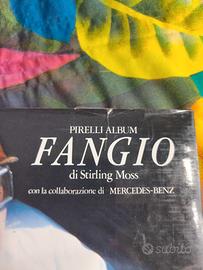 PIRELLI ALBUM
FANGIO
di Stirling Moss
con la collaborazione di MERCEDES-BENZ
subito